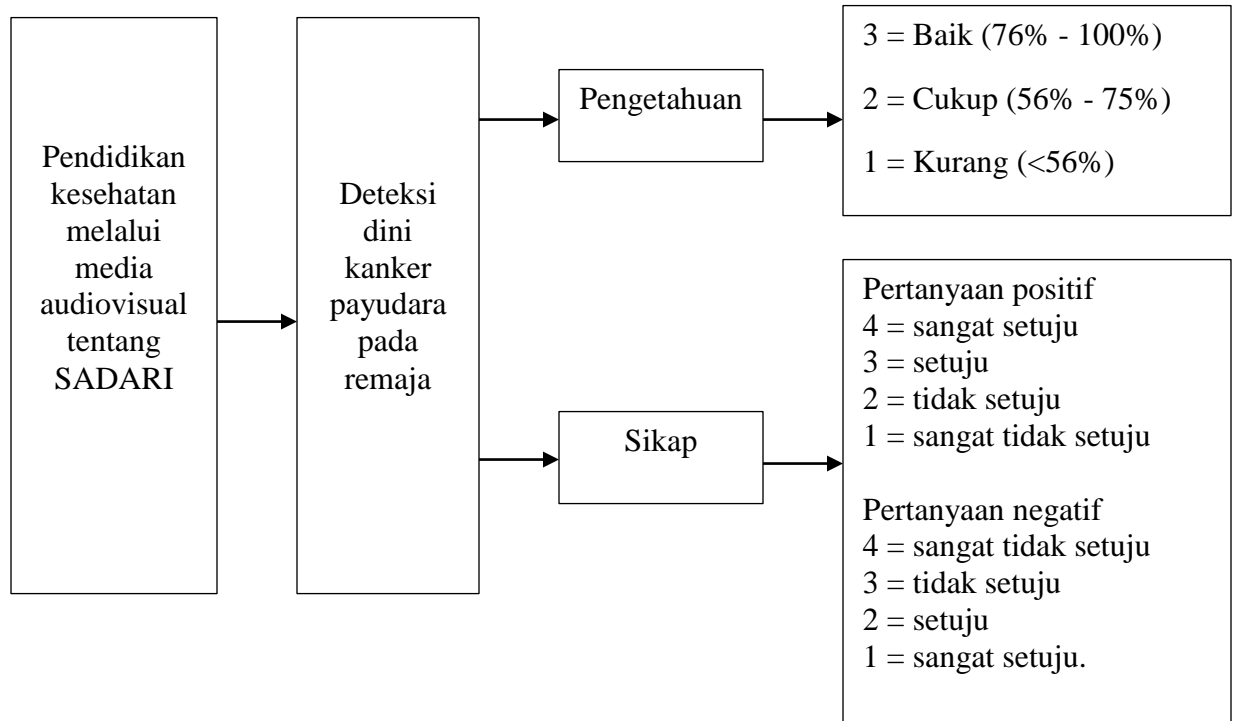 Pendidikan
kesehatan
melalui
media
audiovisual
tentang
SADARI
Deteksi
dini
kanker
payudara
pada
remaja
Pengetahuan
3 = Baik (76% - 100%)
2 = Cukup (56% - 75%)
1 = Kurang (<56%)
Sikap
Pertanyaan positif
4 = sangat setuju
3 = setuju
2 = tidak setuju
1 = sangat tidak setuju
Pertanyaan negatif
4 = sangat tidak setuju
3 = tidak setuju
2 = setuju
1 = sangat setuju.